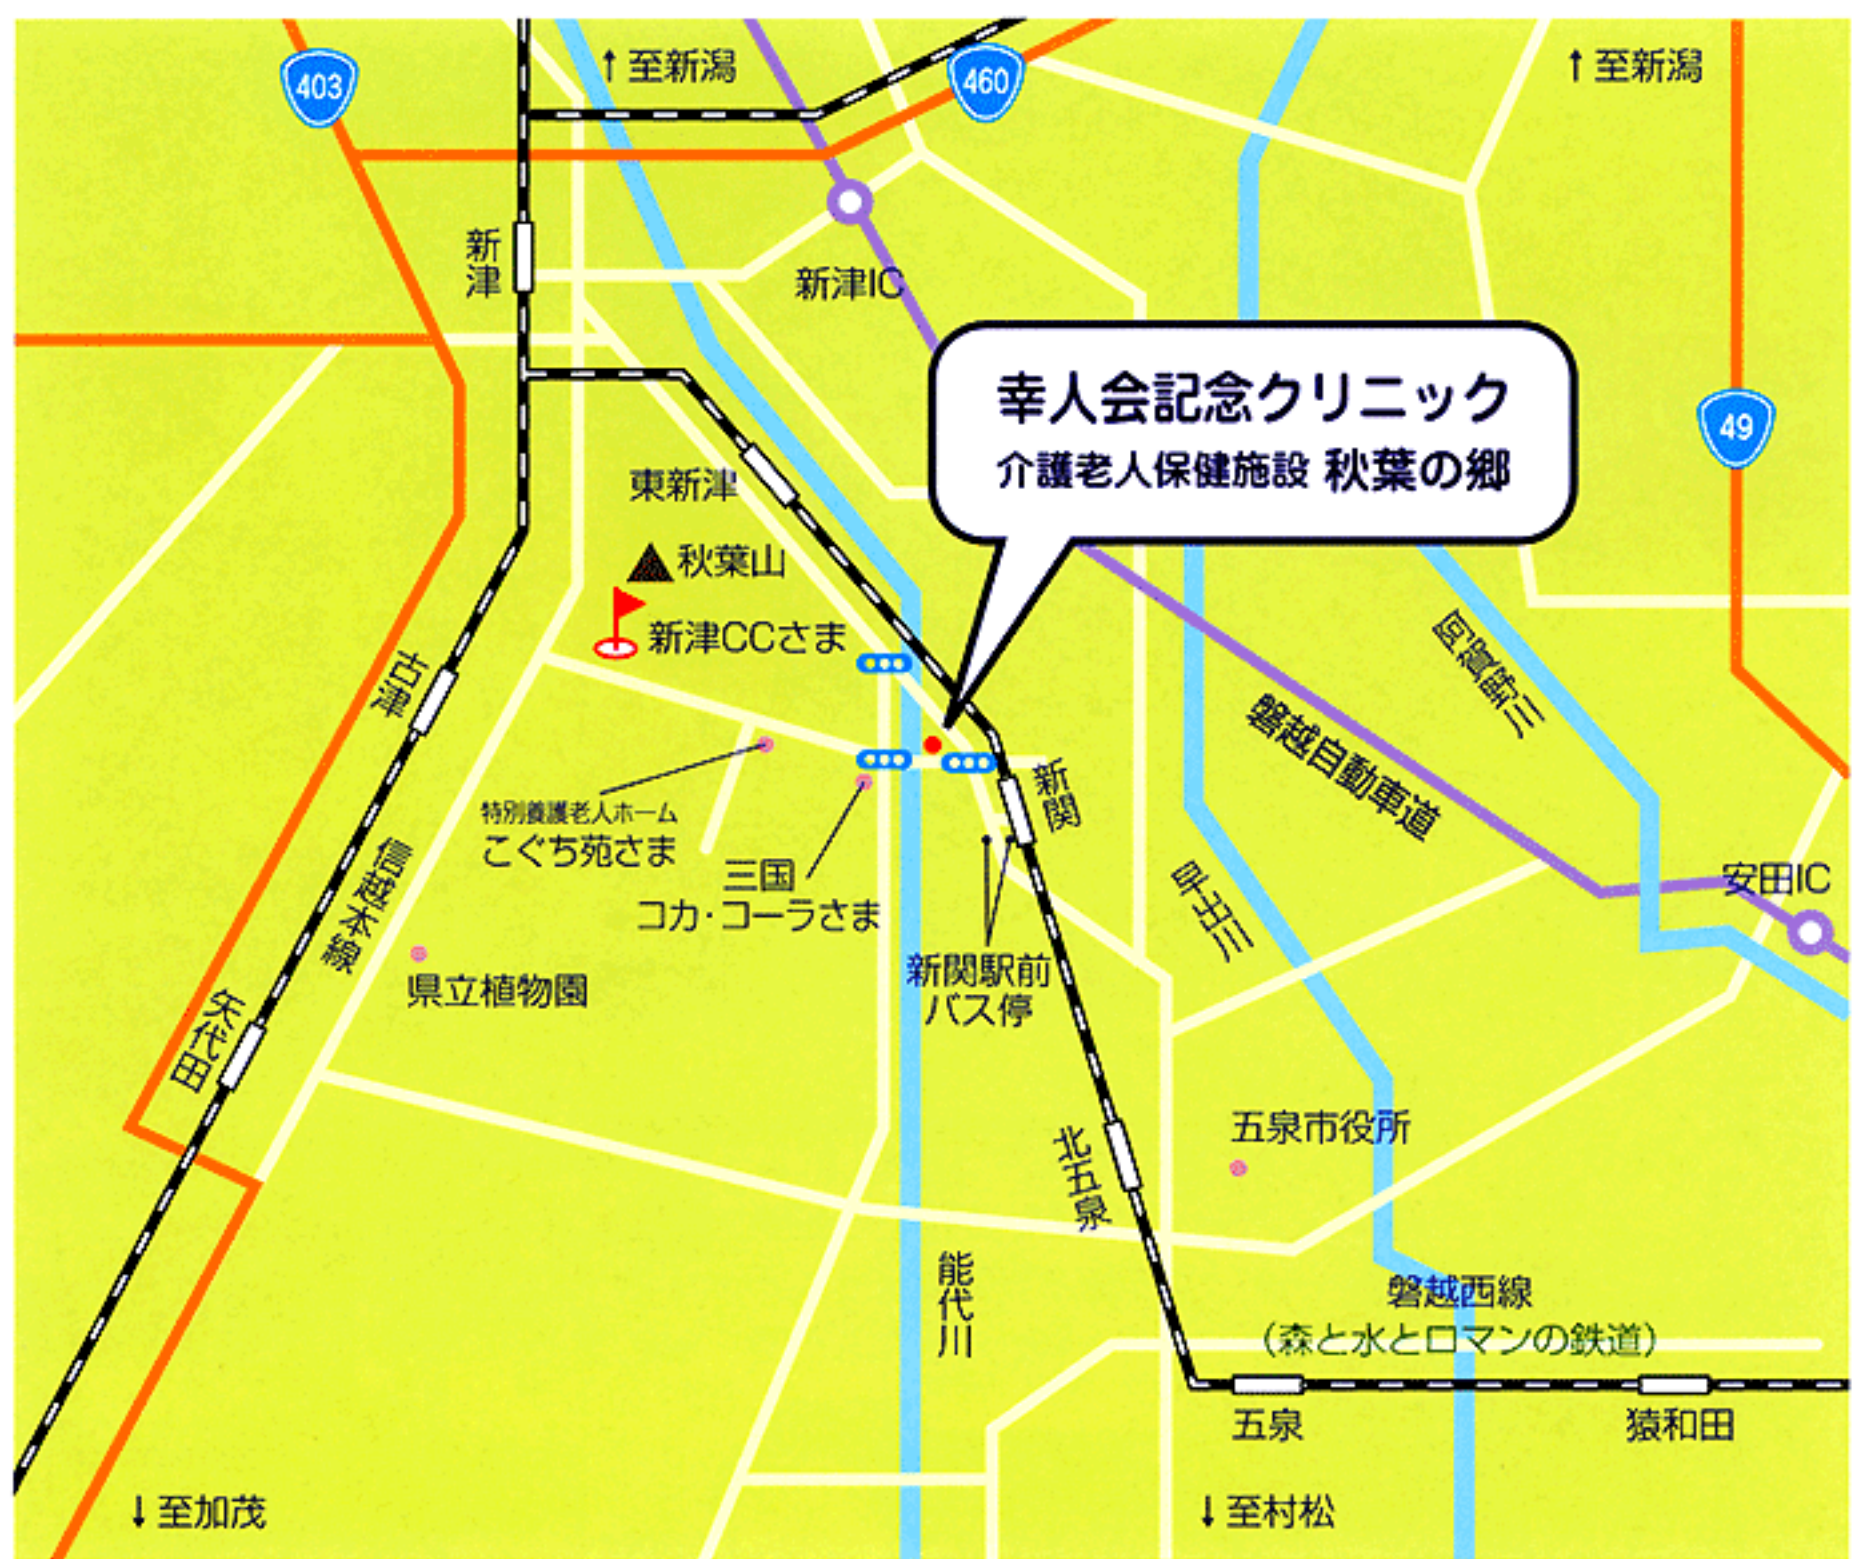 ↑至新潟
↑至新潟
403
460
新津
新津IC
幸人会記念クリニック
介護老人保健施設 秋葉の郷
49
東新津
秋葉山
新津CCさま
古津
阿賀野川
磐越自動車道
新関
特別養護老人ホーム
こぐち苑さま
三国
コカ・コーラさま
信越本線
早出川
安田IC
県立植物園
新関駅前
バス停
矢代田
五泉市役所
北五泉
能代川
磐越西線
(森と水とロマンの鉄道)
五泉
猿和田
↓至加茂
↓至村松